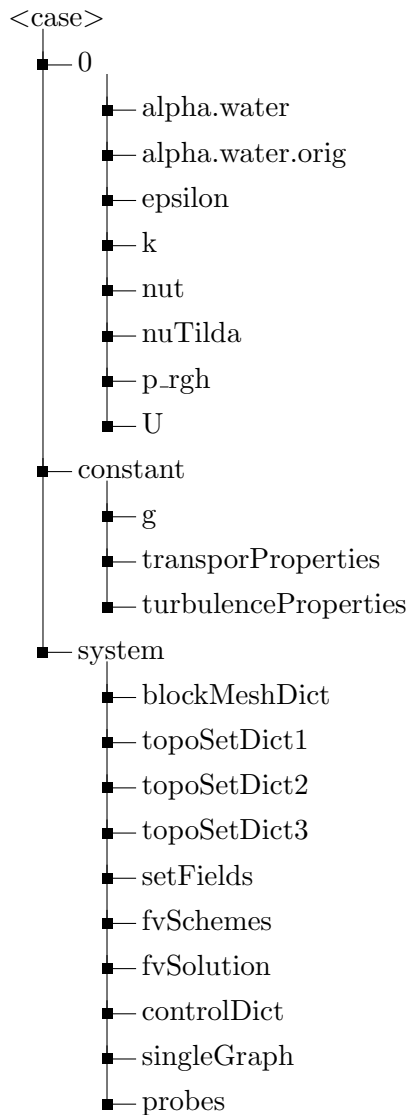 <case>
0
alpha.water
alpha.water.orig
epsilon
k
nut
nuTilda
p_rgh
U
constant
g
transporProperties
turbulenceProperties
system
blockMeshDict
topoSetDict1
topoSetDict2
topoSetDict3
setFields
fvSchemes
fvSolution
controlDict
singleGraph
probes